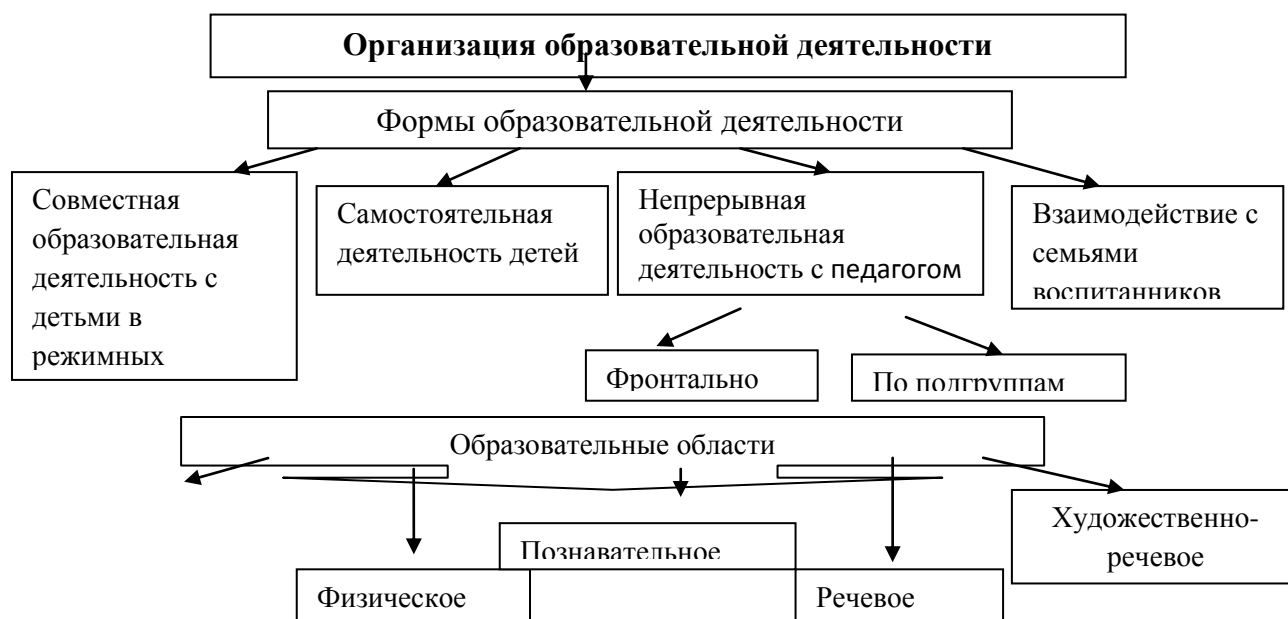 Организация образовательной деятельности
Формы образовательной деятельности
Совместная
образовательная
деятельность с
детьми в
режимных
Самостоятельная
деятельность детей
Непрерывная
образовательная
деятельность с педагогом
Взаимодействие с
семьями
воспитанников
Фронтально
По подгруппам
Образовательные области
Художественно-
речевое
Познавательное
Физическое
Речевое